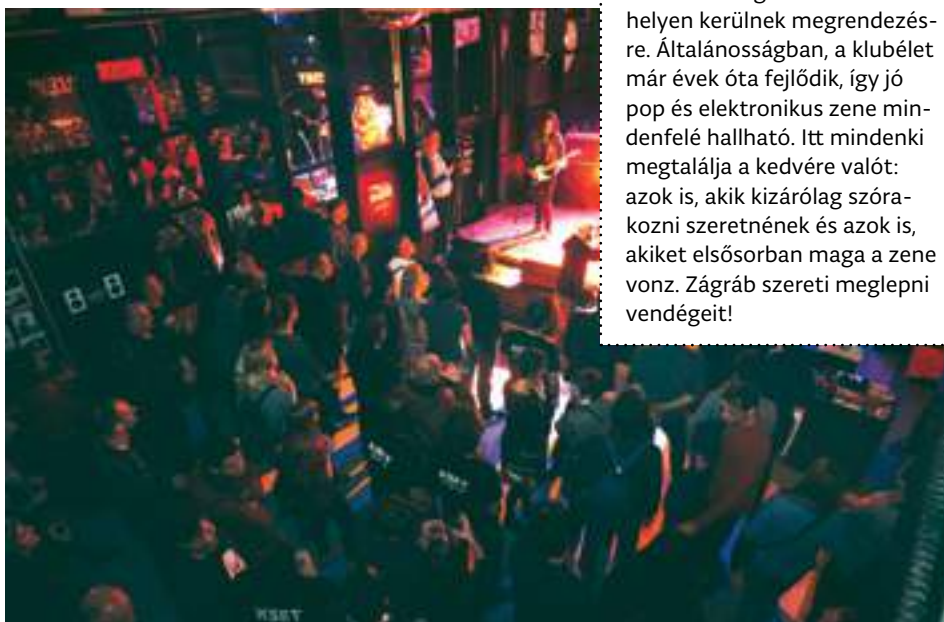 helyen kerülnek megrendezés-
re. Általánosságban, a klubélet
már évek óta fejlődik, így jó
pop és elektronikus zene min-
denfelé hallható. Itt mindenki
megtalálja a kedvére valót:
azok is, akik kizárólag szóra-
kozni szeretnének és azok is,
akiket elsősorban maga a zene
vonz. Zágráb szereti meglepni
vendégeit!
KSET
KSET